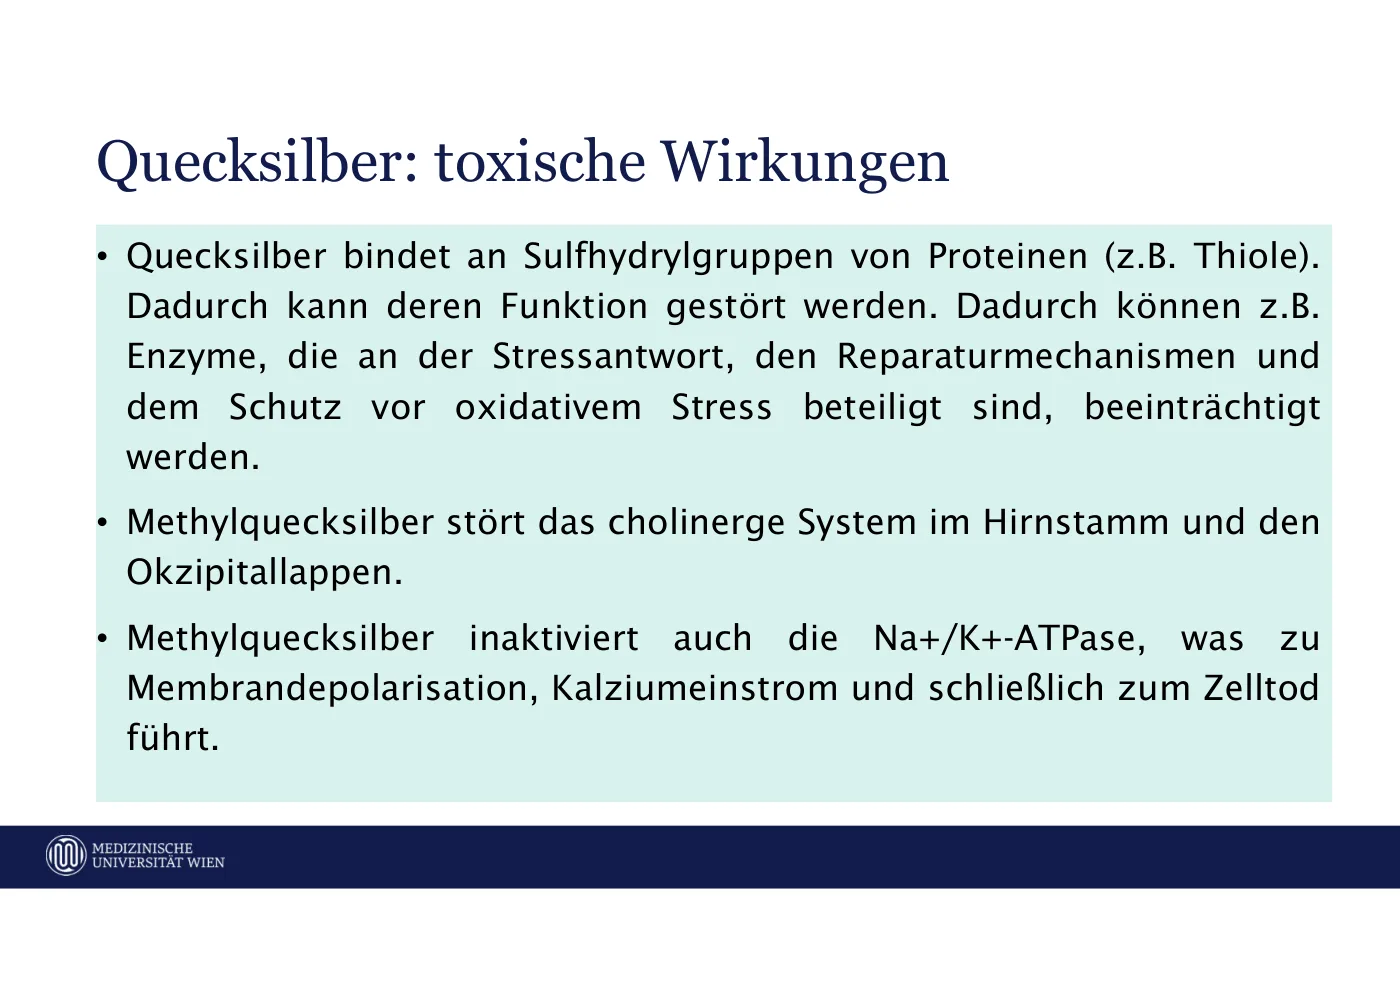 Quecksilber: toxische Wirkungen
• Quecksilber bindet an Sulfhydrylgruppen von Proteinen (z.B. Thiole).
Dadurch kann deren Funktion gestört werden. Dadurch können z.B.
Enzyme, die an der Stressantwort, den Reparaturmechanismen und
dem Schutz vor oxidativem Stress beteiligt sind, beeinträchtigt
werden.
• Methylquecksilber stört das cholinerge System im Hirnstamm und den
Okzipitallappen.
• Methylquecksilber inaktiviert auch die Na+/K+-ATPase, was zu
Membrandepolarisation, Kalziumeinstrom und schließlich zum Zelltod
führt.
MEDIZINISCHE
UNIVERSITÄT WIEN